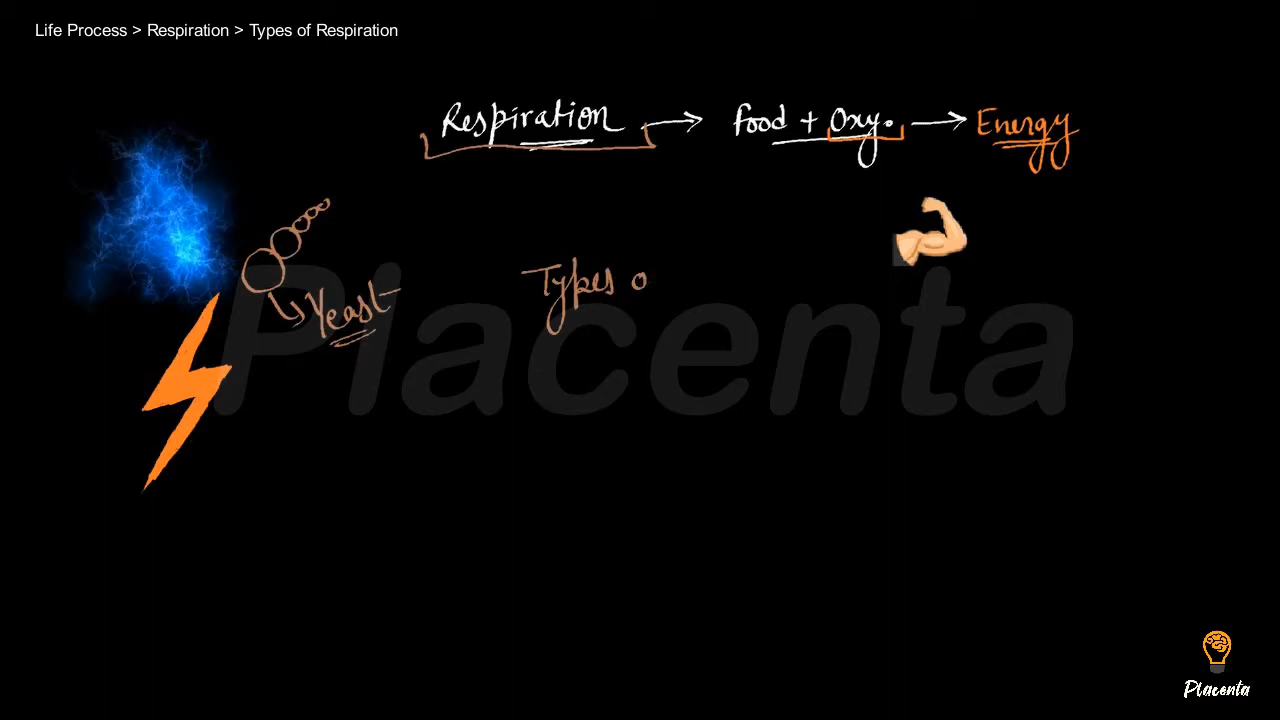 Life Process > Respiration > Types of Respiration
Respiration → food + Oxy. → Energy
Yeast
Types o
Placenta
Placenta